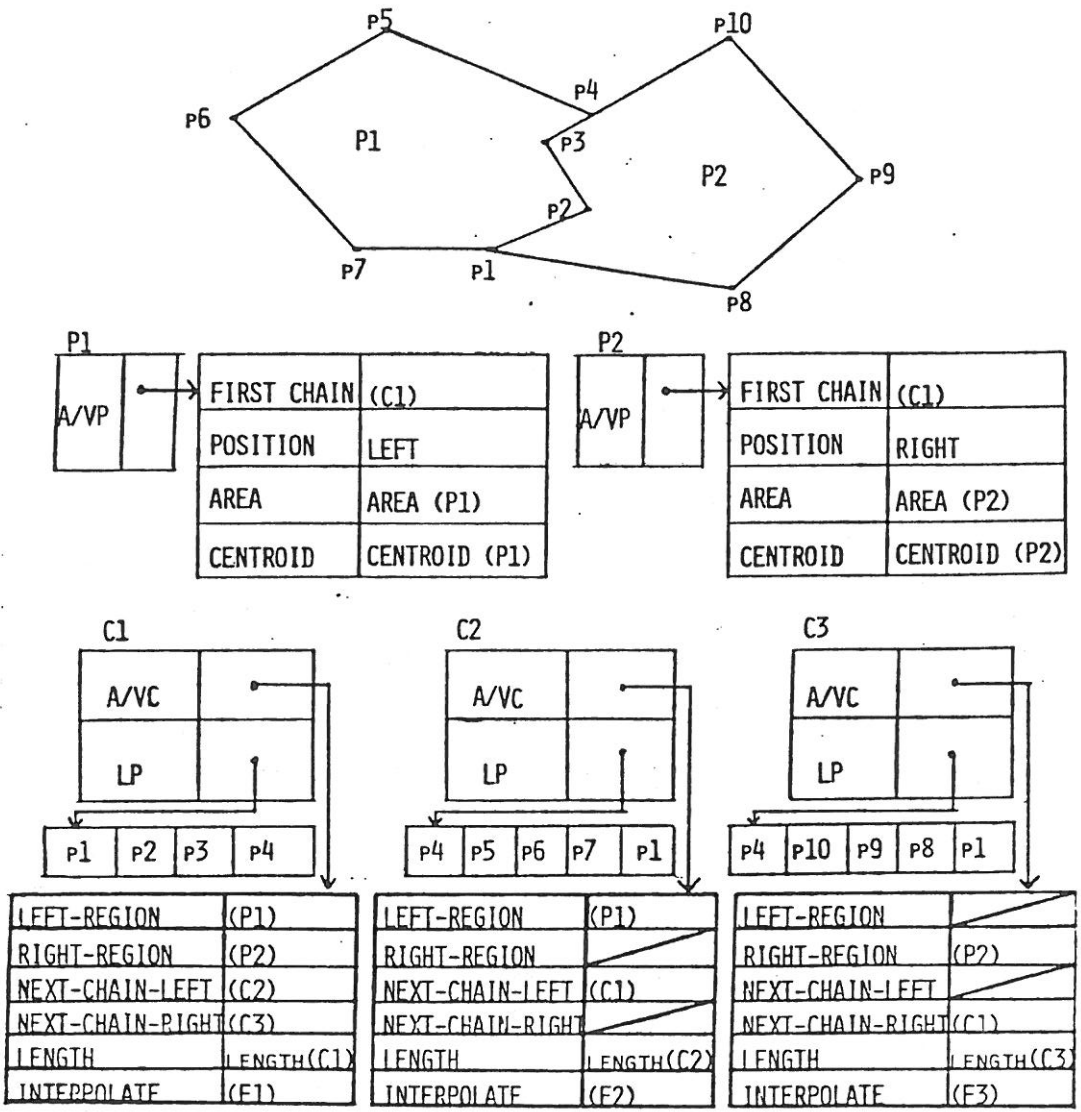 P5 P10
P4
P6 P1 P3 P2 P9
P2
P7 P1 P8
P1 P2
A/VP FIRST CHAIN (C1) A/VP FIRST CHAIN (C1)
POSITION LEFT POSITION RIGHT
AREA AREA (P1) AREA AREA (P2)
CENTROID CENTROID (P1) CENTROID CENTROID (P2)
C1 C2 C3
A/VC A/VC A/VC
LP LP LP
P1 P2 P3 P4 P4 P5 P6 P7 P1 P4 P10 P9 P8 P1
LEFT-REGION (P1) LEFT-REGION (P1) LEFT-REGION
RIGHT-REGION (P2) RIGHT-REGION RIGHT-REGION (P2)
NEXT-CHAIN-LEFT (C2) NEXT-CHAIN-LEFT (C1) NEXT-CHAIN-LEFT
NEXT-CHAIN-RIGHT (C3) NEXT-CHAIN-RIGHT NEXT-CHAIN-RIGHT (C1)
LENGTH LENGTH(C1) LENGTH LENGTH(C2) LENGTH LENGTH(C3)
INTERPOLATE (F1) INTERPOLATE (F2) INTERPOLATE (F3)